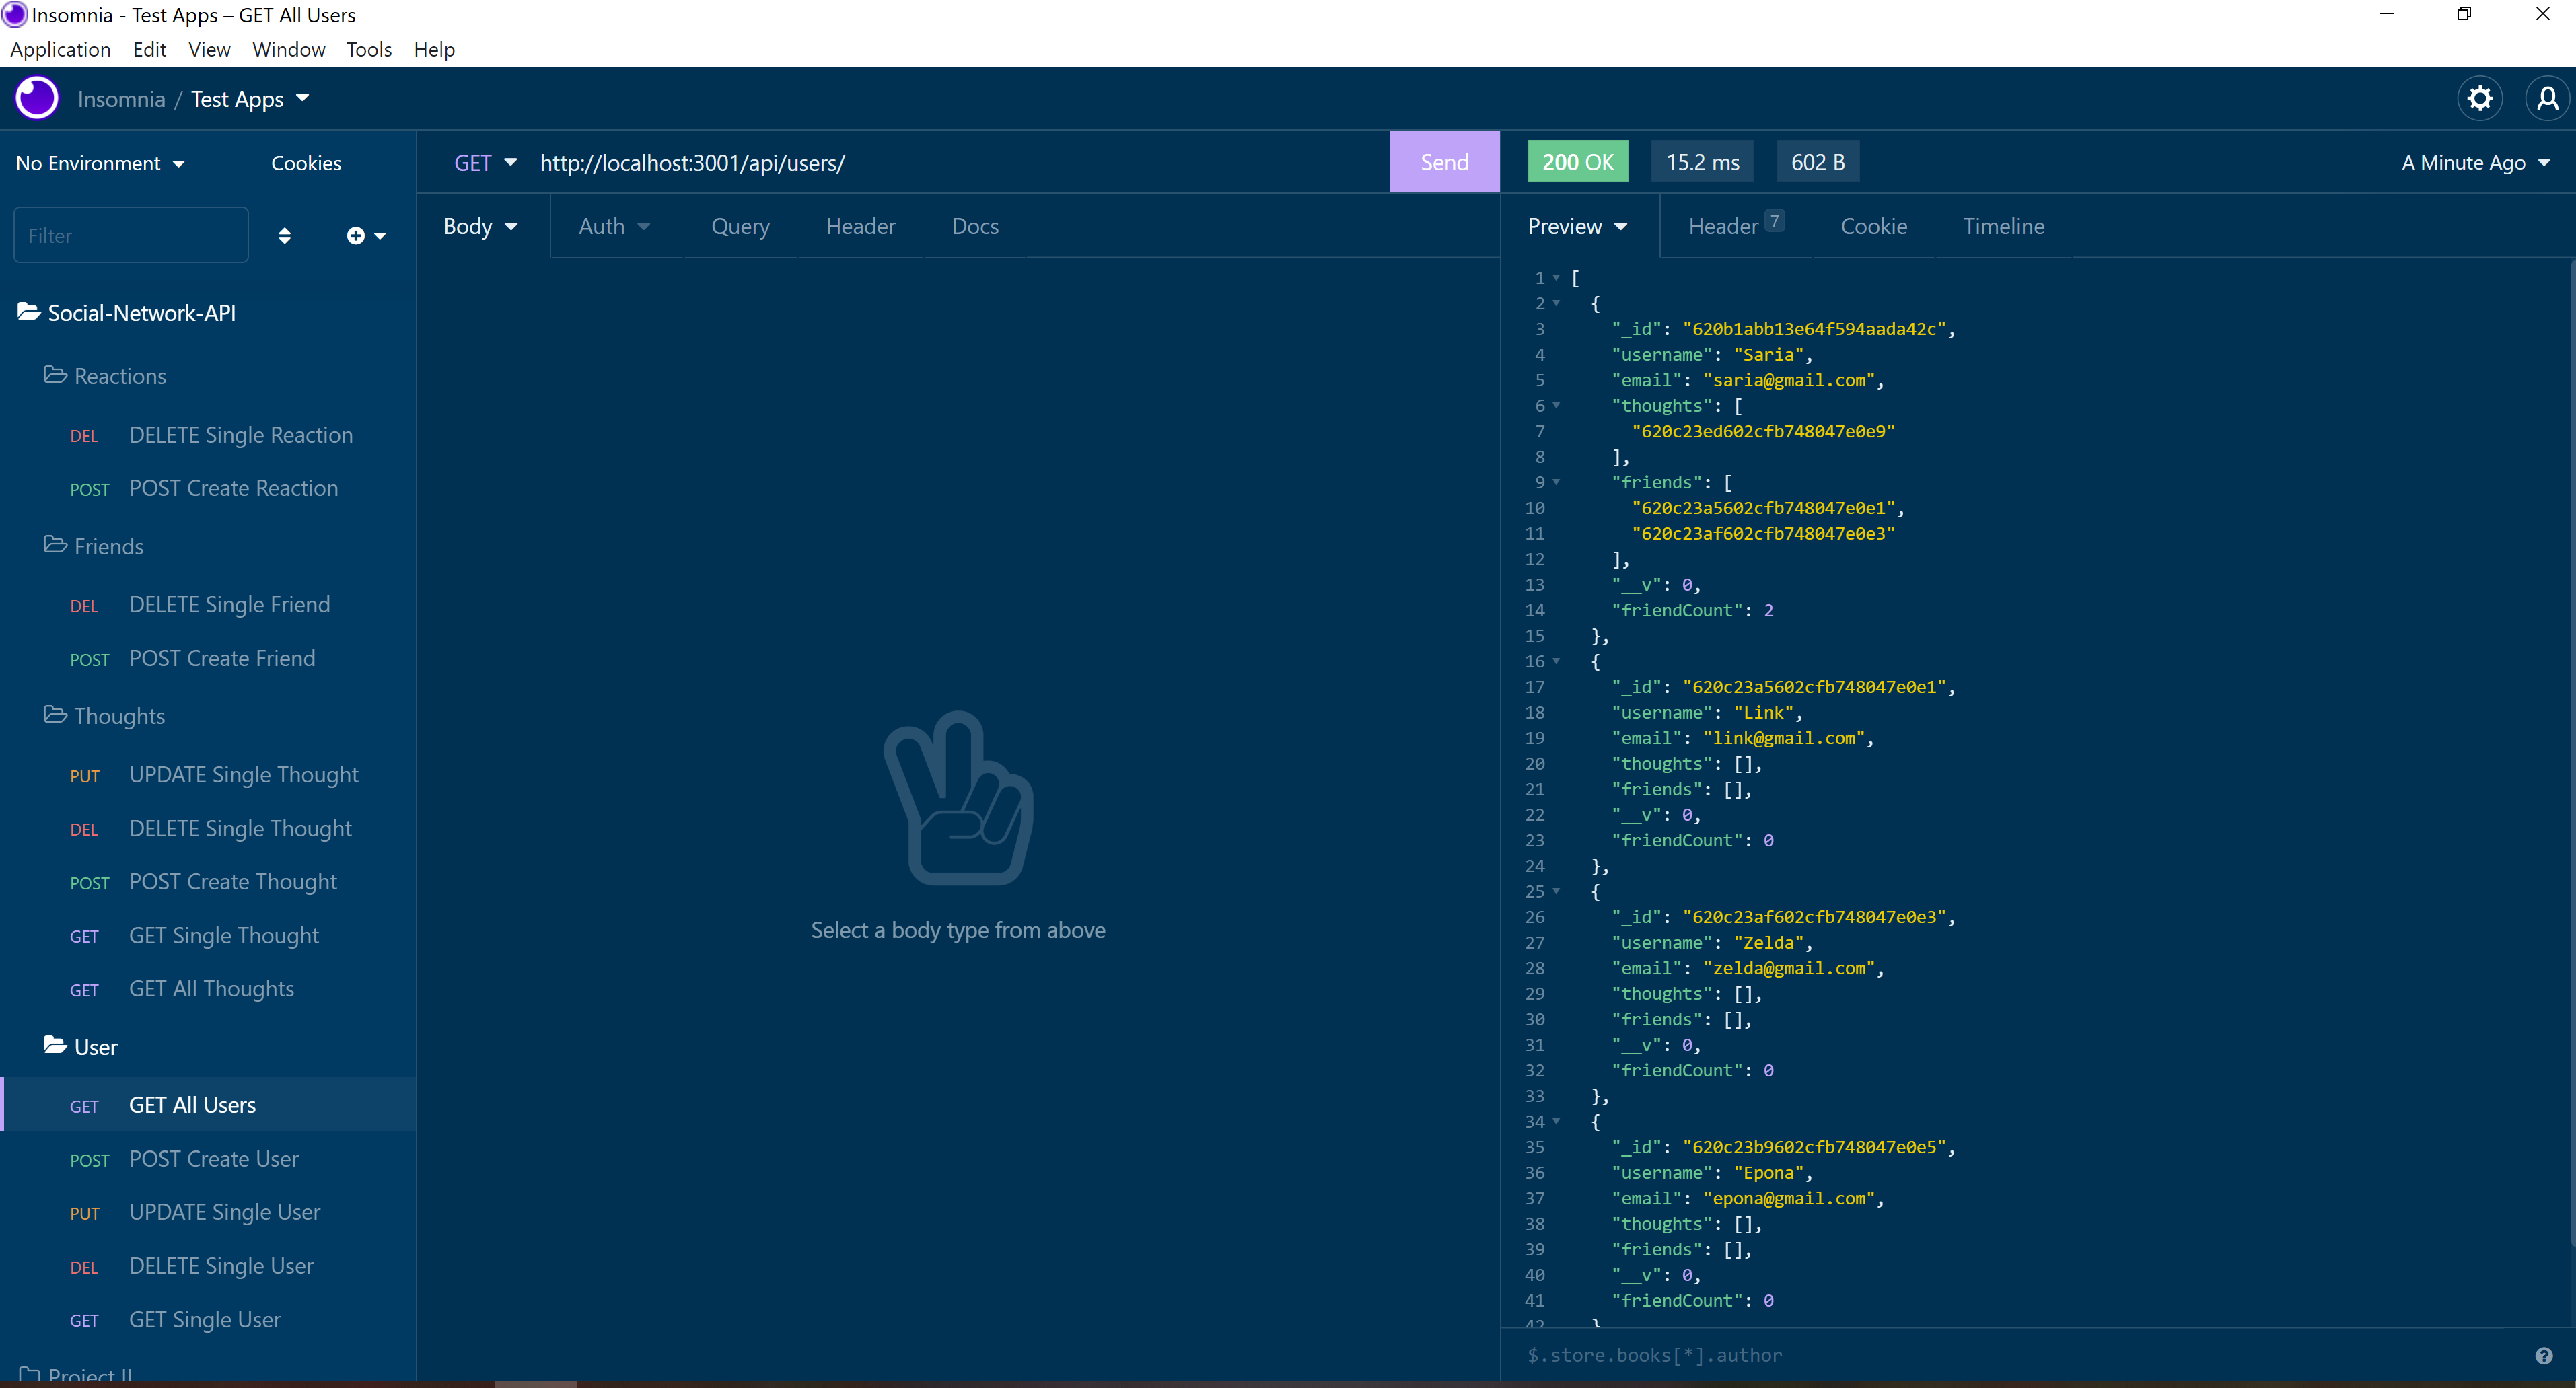 Insomnia - Test Apps – GET All Users
Application Edit View Window Tools Help
Insomnia / Test Apps
No Environment Cookies
Filter
Social-Network-API
Reactions
DEL DELETE Single Reaction
POST POST Create Reaction
Friends
DEL DELETE Single Friend
POST POST Create Friend
Thoughts
PUT UPDATE Single Thought
DEL DELETE Single Thought
POST POST Create Thought
GET GET Single Thought
GET GET All Thoughts
User
GET GET All Users
POST POST Create User
PUT UPDATE Single User
DEL DELETE Single User
GET GET Single User
Project II
GET http://localhost:3001/api/users/ Send
Body Auth Query Header Docs
Select a body type from above
200 OK 15.2 ms 602 B A Minute Ago
Preview Header 7 Cookie Timeline
1 [
2 {
3 "_id": "620b1abb13e64f594aada42c",
4 "username": "Saria",
5 "email": "saria@gmail.com",
6 "thoughts": [
7 "620c23ed602cfb748047e0e9"
8 ],
9 "friends": [
10 "620c23a5602cfb748047e0e1",
11 "620c23af602cfb748047e0e3"
12 ],
13 "__v": 0,
14 "friendCount": 2
15 },
16 {
17 "_id": "620c23a5602cfb748047e0e1",
18 "username": "Link",
19 "email": "link@gmail.com",
20 "thoughts": [],
21 "friends": [],
22 "__v": 0,
23 "friendCount": 0
24 },
25 {
26 "_id": "620c23af602cfb748047e0e3",
27 "username": "Zelda",
28 "email": "zelda@gmail.com",
29 "thoughts": [],
30 "friends": [],
31 "__v": 0,
32 "friendCount": 0
33 },
34 {
35 "_id": "620c23b9602cfb748047e0e5",
36 "username": "Epona",
37 "email": "epona@gmail.com",
38 "thoughts": [],
39 "friends": [],
40 "__v": 0,
41 "friendCount": 0
42 }
$.store.books[*].author